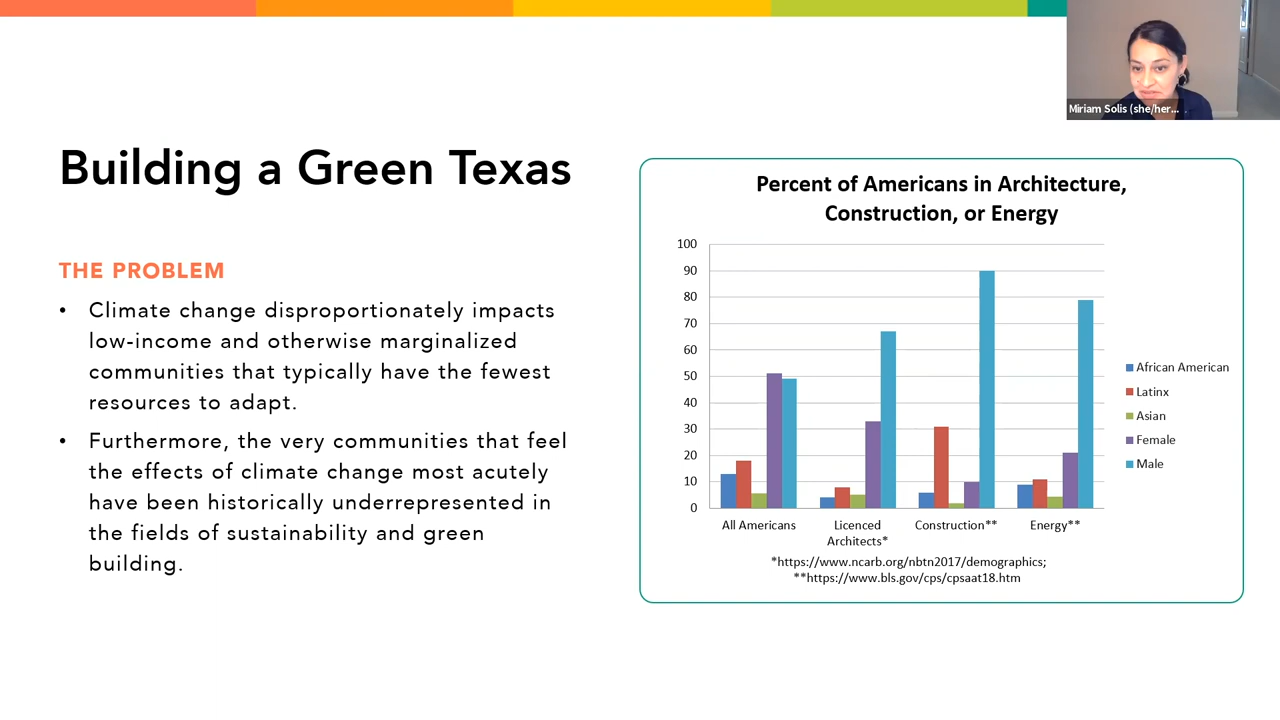 Miriam Solis (she/her...
Building a Green Texas
THE PROBLEM
• Climate change disproportionately impacts
low-income and otherwise marginalized
communities that typically have the fewest
resources to adapt.
• Furthermore, the very communities that feel
the effects of climate change most acutely
have been historically underrepresented in
the fields of sustainability and green
building.
Percent of Americans in Architecture,
Construction, or Energy
100
90
80
70
60
50
40
30
20
10
0
All Americans
Licenced
Architects*
Construction**
Energy**
African American
Latinx
Asian
Female
Male
*https://www.ncarb.org/nbtn2017/demographics;
**https://www.bls.gov/cps/cpsaat18.htm